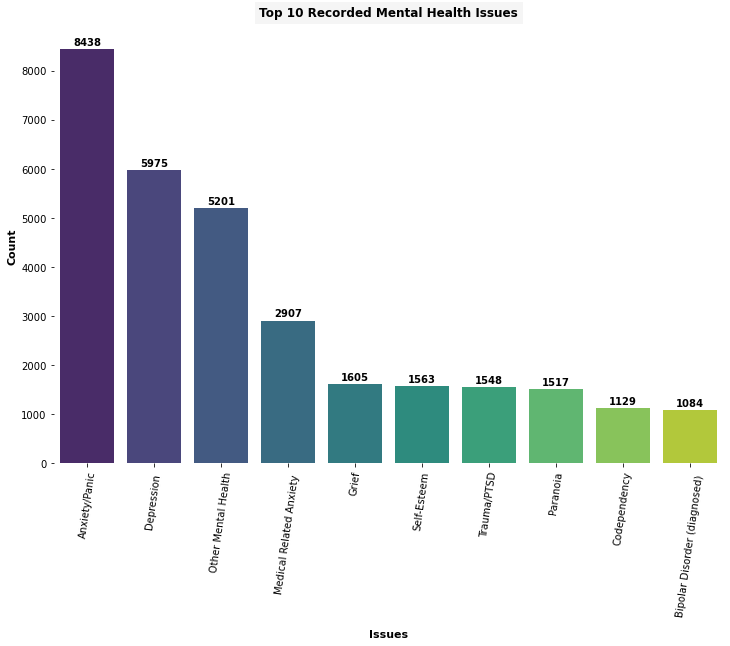 Top 10 Recorded Mental Health Issues
8438
5975
5201
2907
1605
1563
1548
1517
1129
1084
Count
8000
7000
6000
5000
4000
3000
2000
1000
0
Anxiety/Panic
Depression
Other Mental Health
Medical Related Anxiety
Grief
Self-Esteem
Trauma/PTSD
Paranoia
Codependency
Bipolar Disorder (diagnosed)
Issues